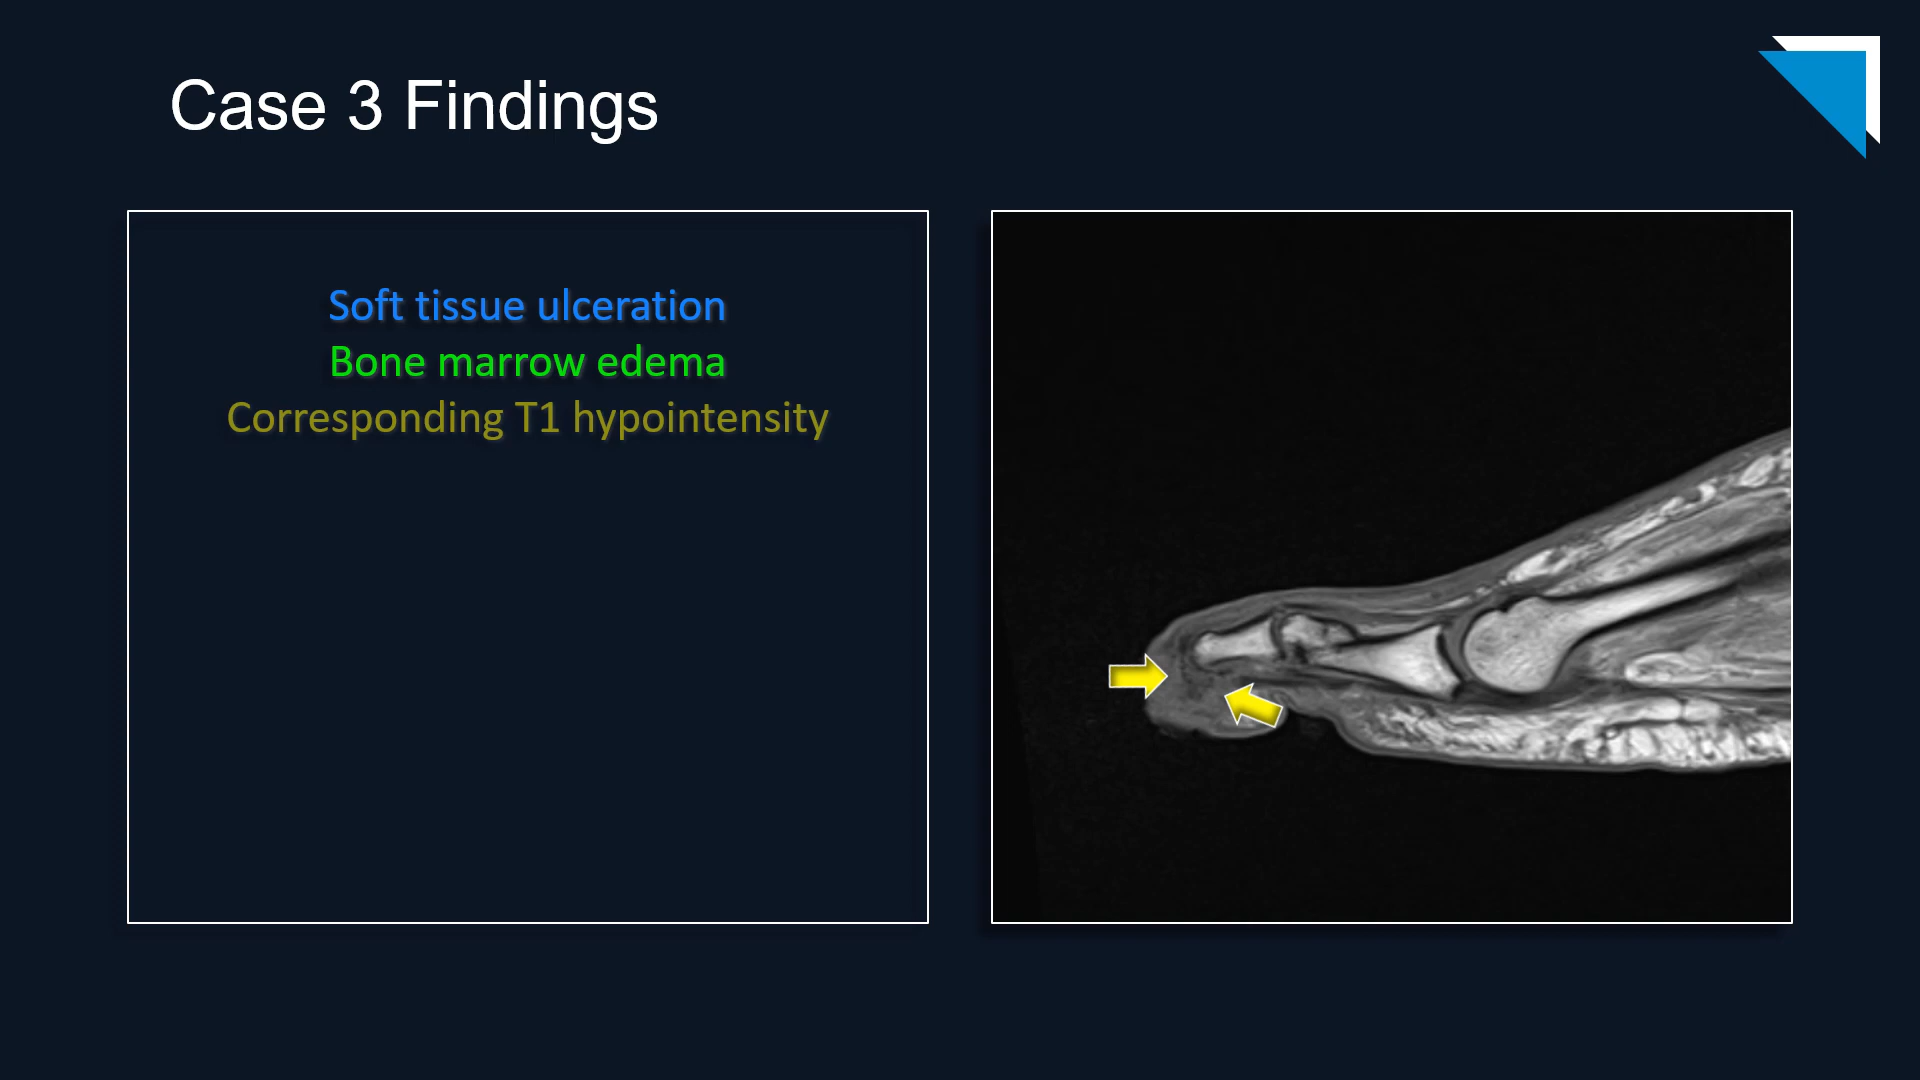 Case 3 Findings
Soft tissue ulceration
Bone marrow edema
Corresponding T1 hypointensity